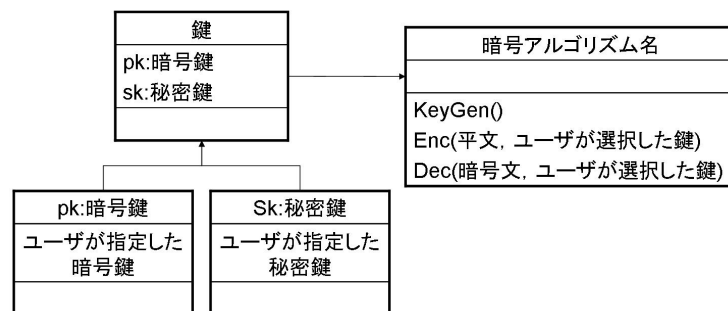 鍵
pk:暗号鍵
sk:秘密鍵
暗号アルゴリズム名
KeyGen()
Enc(平文, ユーザが選択した鍵)
Dec(暗号文, ユーザが選択した鍵)
pk:暗号鍵
ユーザが指定した
暗号鍵
Sk:秘密鍵
ユーザが指定した
秘密鍵